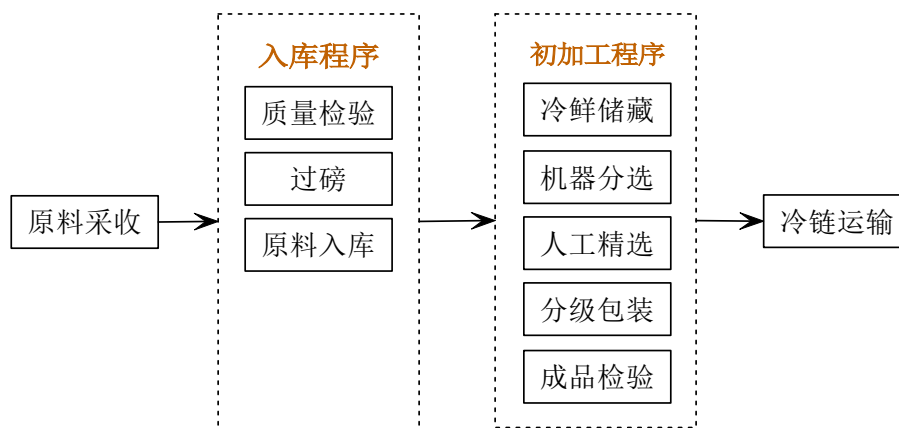 原料采收
入库程序
质量检验
过磅
原料入库
初加工程序
冷鲜储藏
机器分选
人工精选
分级包装
成品检验
冷链运输